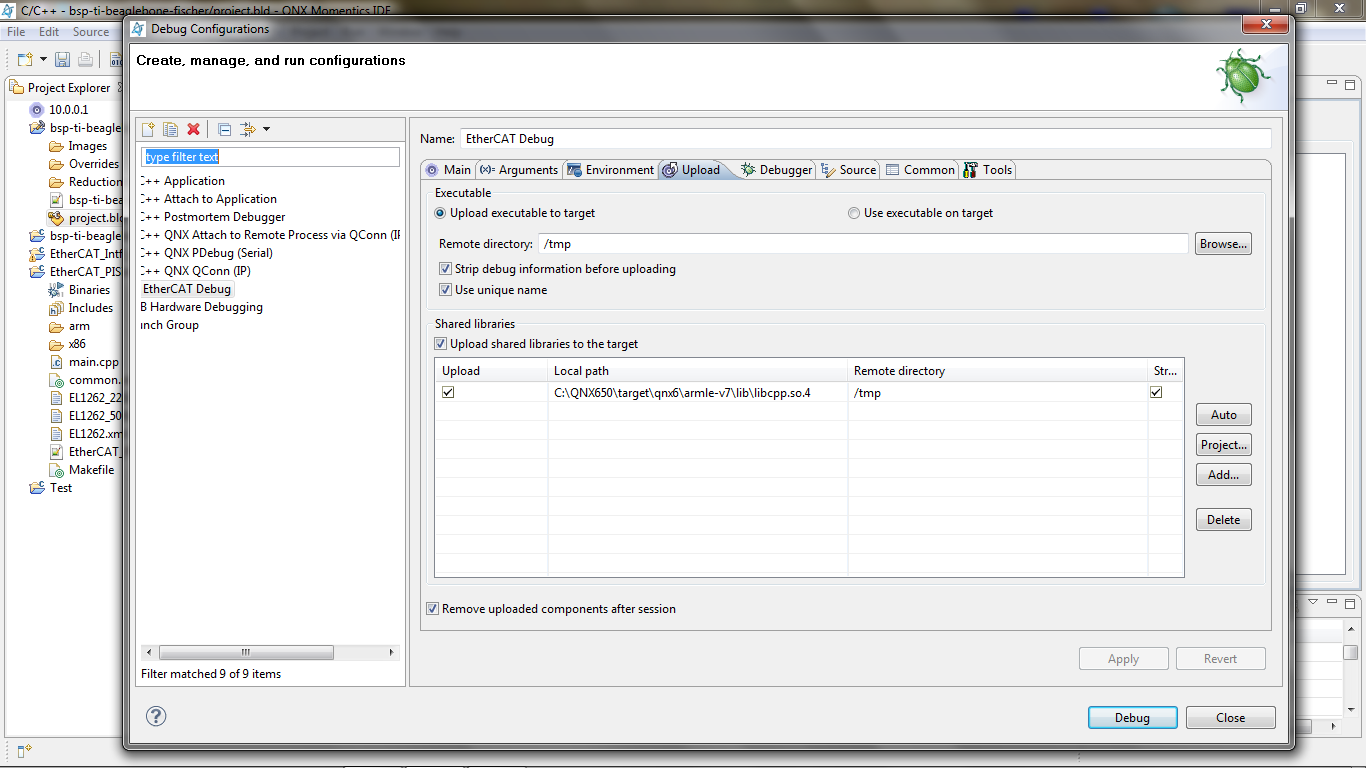 C/C++ - bsp-ti-beaglebone-fischer/project.bld - QNX Momentics IDE
File Edit Source
Project Explorer
10.0.0.1
bsp-ti-beagle
Images
Overrides
Reduction
bsp-ti-bea
project.bld
bsp-ti-beagle
EtherCAT_Intf
EtherCAT_PIS
Binaries
Includes
arm
x86
main.cpp
common.
EL1262_22
EL1262_50
EL1262.xm
EtherCAT_
Makefile
Test
Debug Configurations
Create, manage, and run configurations
type filter text
C++ Application
C++ Attach to Application
C++ Postmortem Debugger
C++ QNX Attach to Remote Process via QConn (IP
C++ QNX PDebug (Serial)
C++ QNX QConn (IP)
EtherCAT Debug
B Hardware Debugging
unch Group
Filter matched 9 of 9 items
Name: EtherCAT Debug
Main Arguments Environment Upload Debugger Source Common Tools
Executable
Upload executable to target Use executable on target
Remote directory: /tmp Browse...
Strip debug information before uploading
Use unique name
Shared libraries
Upload shared libraries to the target
Upload Local path Remote directory Str...
C:\QNX650\target\qnx6\armle-v7\lib\libcpp.so.4 /tmp
Auto
Project...
Add...
Delete
Remove uploaded components after session
Apply Revert
Debug Close